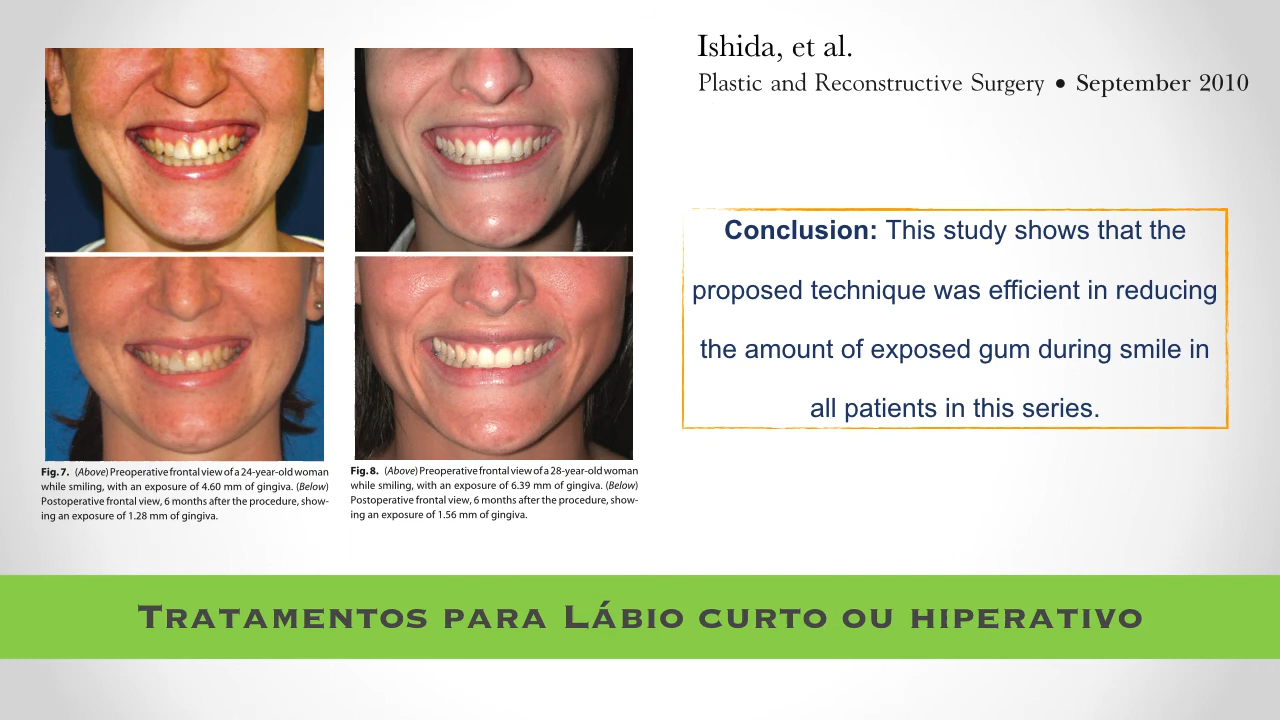 Ishida, et al.
Plastic and Reconstructive Surgery • September 2010
Conclusion: This study shows that the
proposed technique was efficient in reducing
the amount of exposed gum during smile in
all patients in this series.
Fig. 7. (Above) Preoperative frontal view of a 24-year-old woman
while smiling, with an exposure of 4.60 mm of gingiva. (Below)
Postoperative frontal view, 6 months after the procedure, show-
ing an exposure of 1.28 mm of gingiva.
Fig. 8. (Above) Preoperative frontal view of a 28-year-old woman
while smiling, with an exposure of 6.39 mm of gingiva. (Below)
Postoperative frontal view, 6 months after the procedure, show-
ing an exposure of 1.56 mm of gingiva.
Tratamentos para Lábio curto ou hiperativo